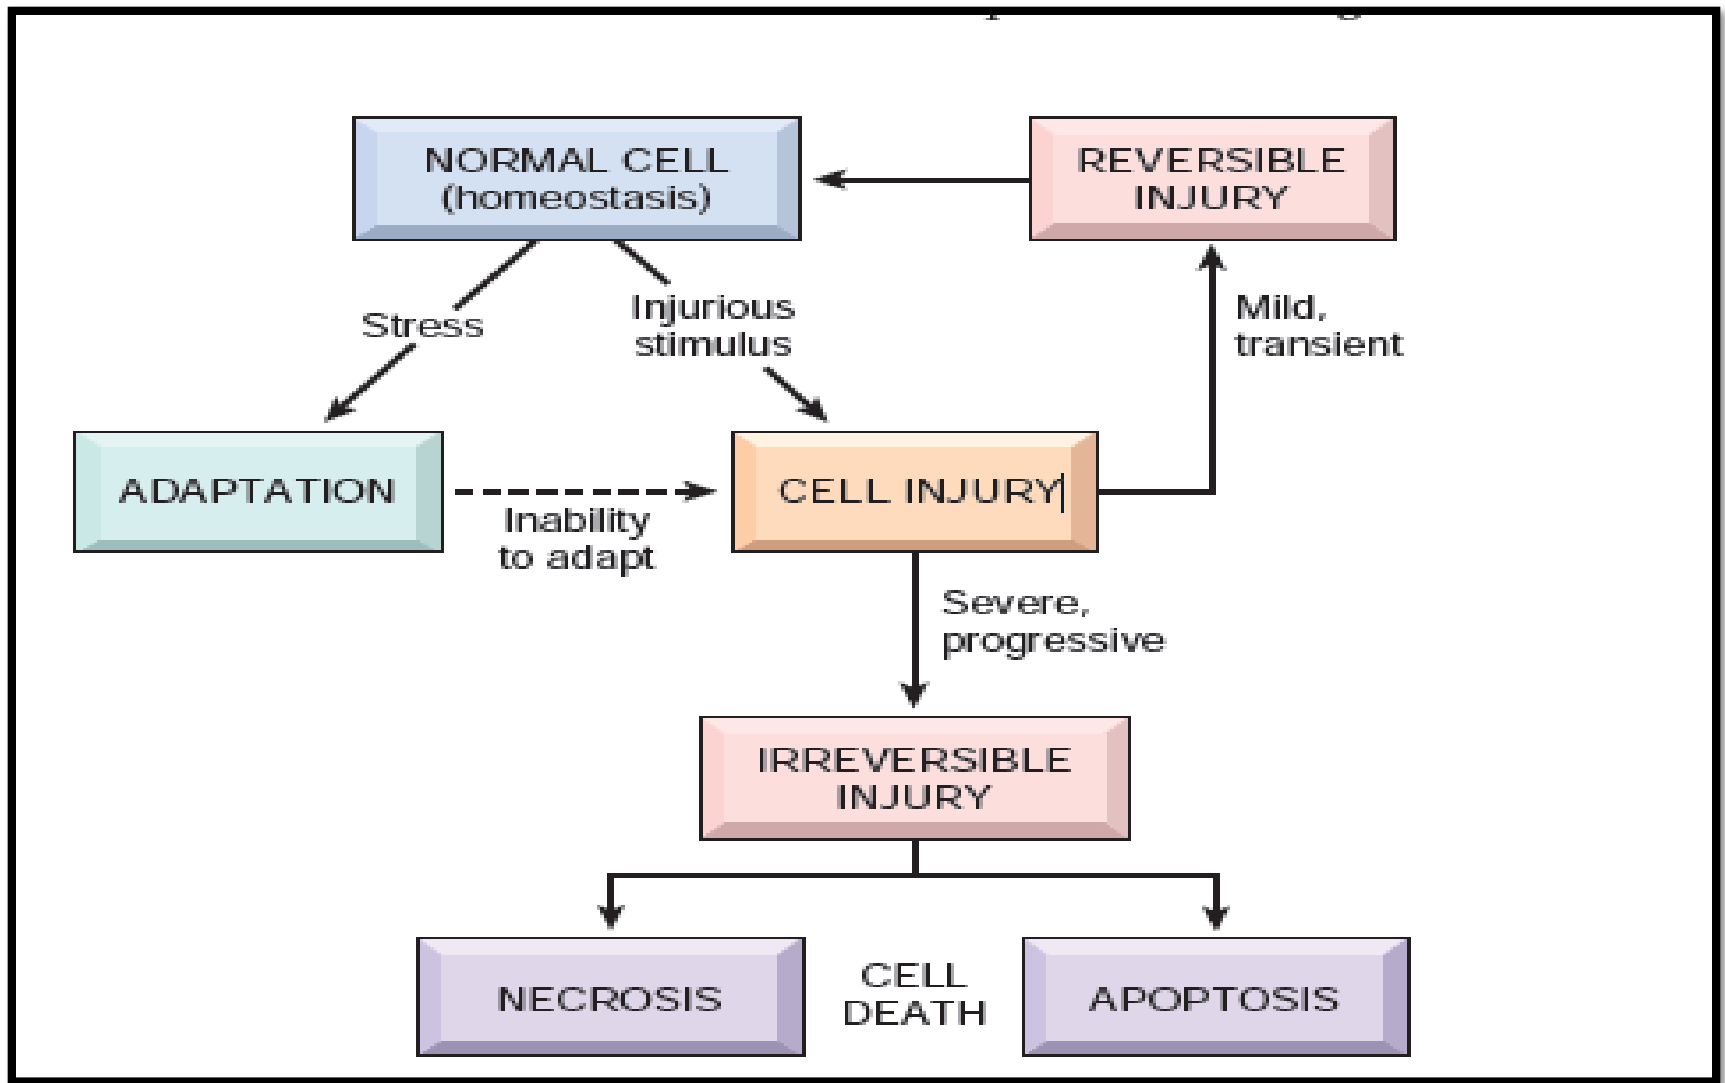 NORMAL CELL
(homeostasis)
REVERSIBLE
INJURY
Stress
Injurious
stimulus
Mild,
transient
ADAPTATION
Inability
to adapt
CELL INJURY
Severe,
progressive
IRREVERSIBLE
INJURY
NECROSIS
CELL
DEATH
APOPTOSIS